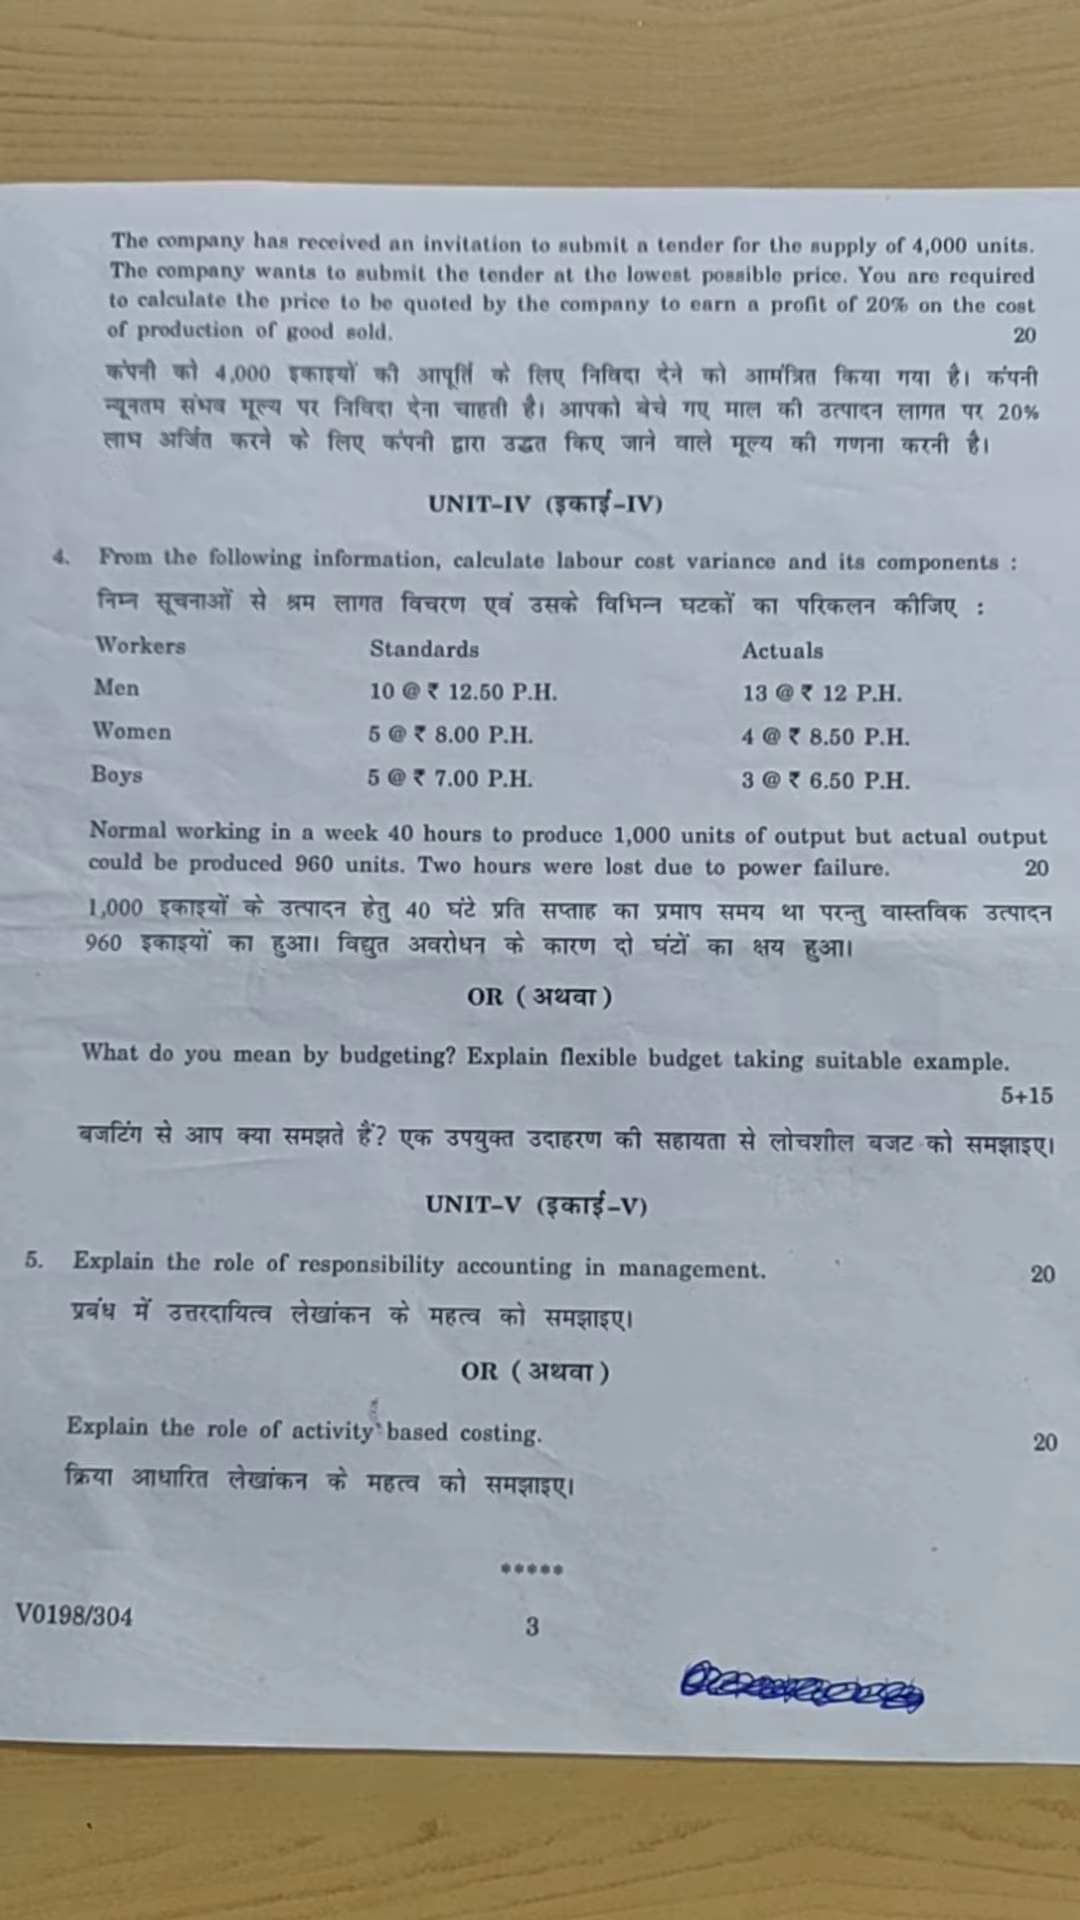 The company has received an invitation to submit a tender for the supply of 4,000 units.
The company wants to submit the tender at the lowest possible price. You are required
to calculate the price to be quoted by the company to earn a profit of 20% on the cost
of production of good sold. 20
कंपनी को 4,000 इकाइयों की आपूर्ति के लिए निविदा देने को आमंत्रित किया गया है। कंपनी
न्यूनतम संभव मूल्य पर निविदा देना चाहती है। आपको बेचे गए माल की उत्पादन लागत पर 20%
लाभ अर्जित करने के लिए कंपनी द्वारा उद्धत किए जाने वाले मूल्य की गणना करनी है।
UNIT–IV (इकाई–IV)
4. From the following information, calculate labour cost variance and its components :
निम्न सूचनाओं से श्रम लागत विचरण एवं उसके विभिन्न घटकों का परिकलन कीजिए :
Workers Standards Actuals
Men 10 @ ₹ 12.50 P.H. 13 @ ₹ 12 P.H.
Women 5 @ ₹ 8.00 P.H. 4 @ ₹ 8.50 P.H.
Boys 5 @ ₹ 7.00 P.H. 3 @ ₹ 6.50 P.H.
Normal working in a week 40 hours to produce 1,000 units of output but actual output
could be produced 960 units. Two hours were lost due to power failure. 20
1,000 इकाइयों के उत्पादन हेतु 40 घंटे प्रति सप्ताह का प्रमाप समय था परन्तु वास्तविक उत्पादन
960 इकाइयों का हुआ। विद्युत अवरोधन के कारण दो घंटों का क्षय हुआ।
OR ( अथवा )
What do you mean by budgeting? Explain flexible budget taking suitable example.
5+15
बजटिंग से आप क्या समझते हैं? एक उपयुक्त उदाहरण की सहायता से लोचशील बजट को समझाइए।
UNIT–V (इकाई–V)
5. Explain the role of responsibility accounting in management. 20
प्रबंध में उत्तरदायित्व लेखांकन के महत्व को समझाइए।
OR ( अथवा )
Explain the role of activity based costing. 20
क्रिया आधारित लेखांकन के महत्व को समझाइए।
*****
V0198/304 3